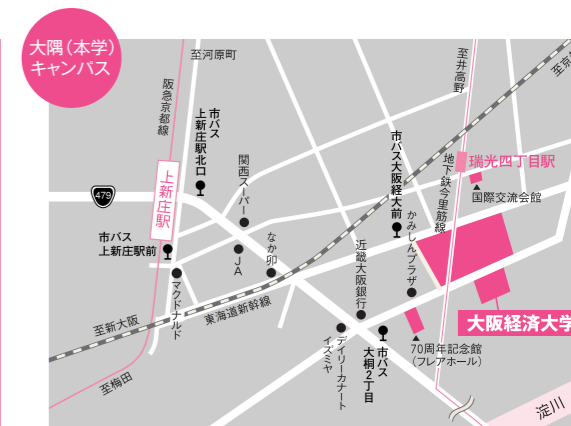 大隅（本学）
キャンパス
至河原町
阪急京都線
市バス
上新庄駅北口
関西スーパー
479
上新庄駅
市バス
上新庄駅前
JA
なか卯
マクドナルド
至新大阪
東海道新幹線
至梅田
近畿大阪銀行
デイリーカナート
イズミヤ
市バス
大桐2丁目
市バス大阪経大前
かみしんプラザ
地下鉄今里筋線
至井高野
瑞光四丁目駅
国際交流会館
大阪経済大学
70周年記念館
（フレアホール）
淀川